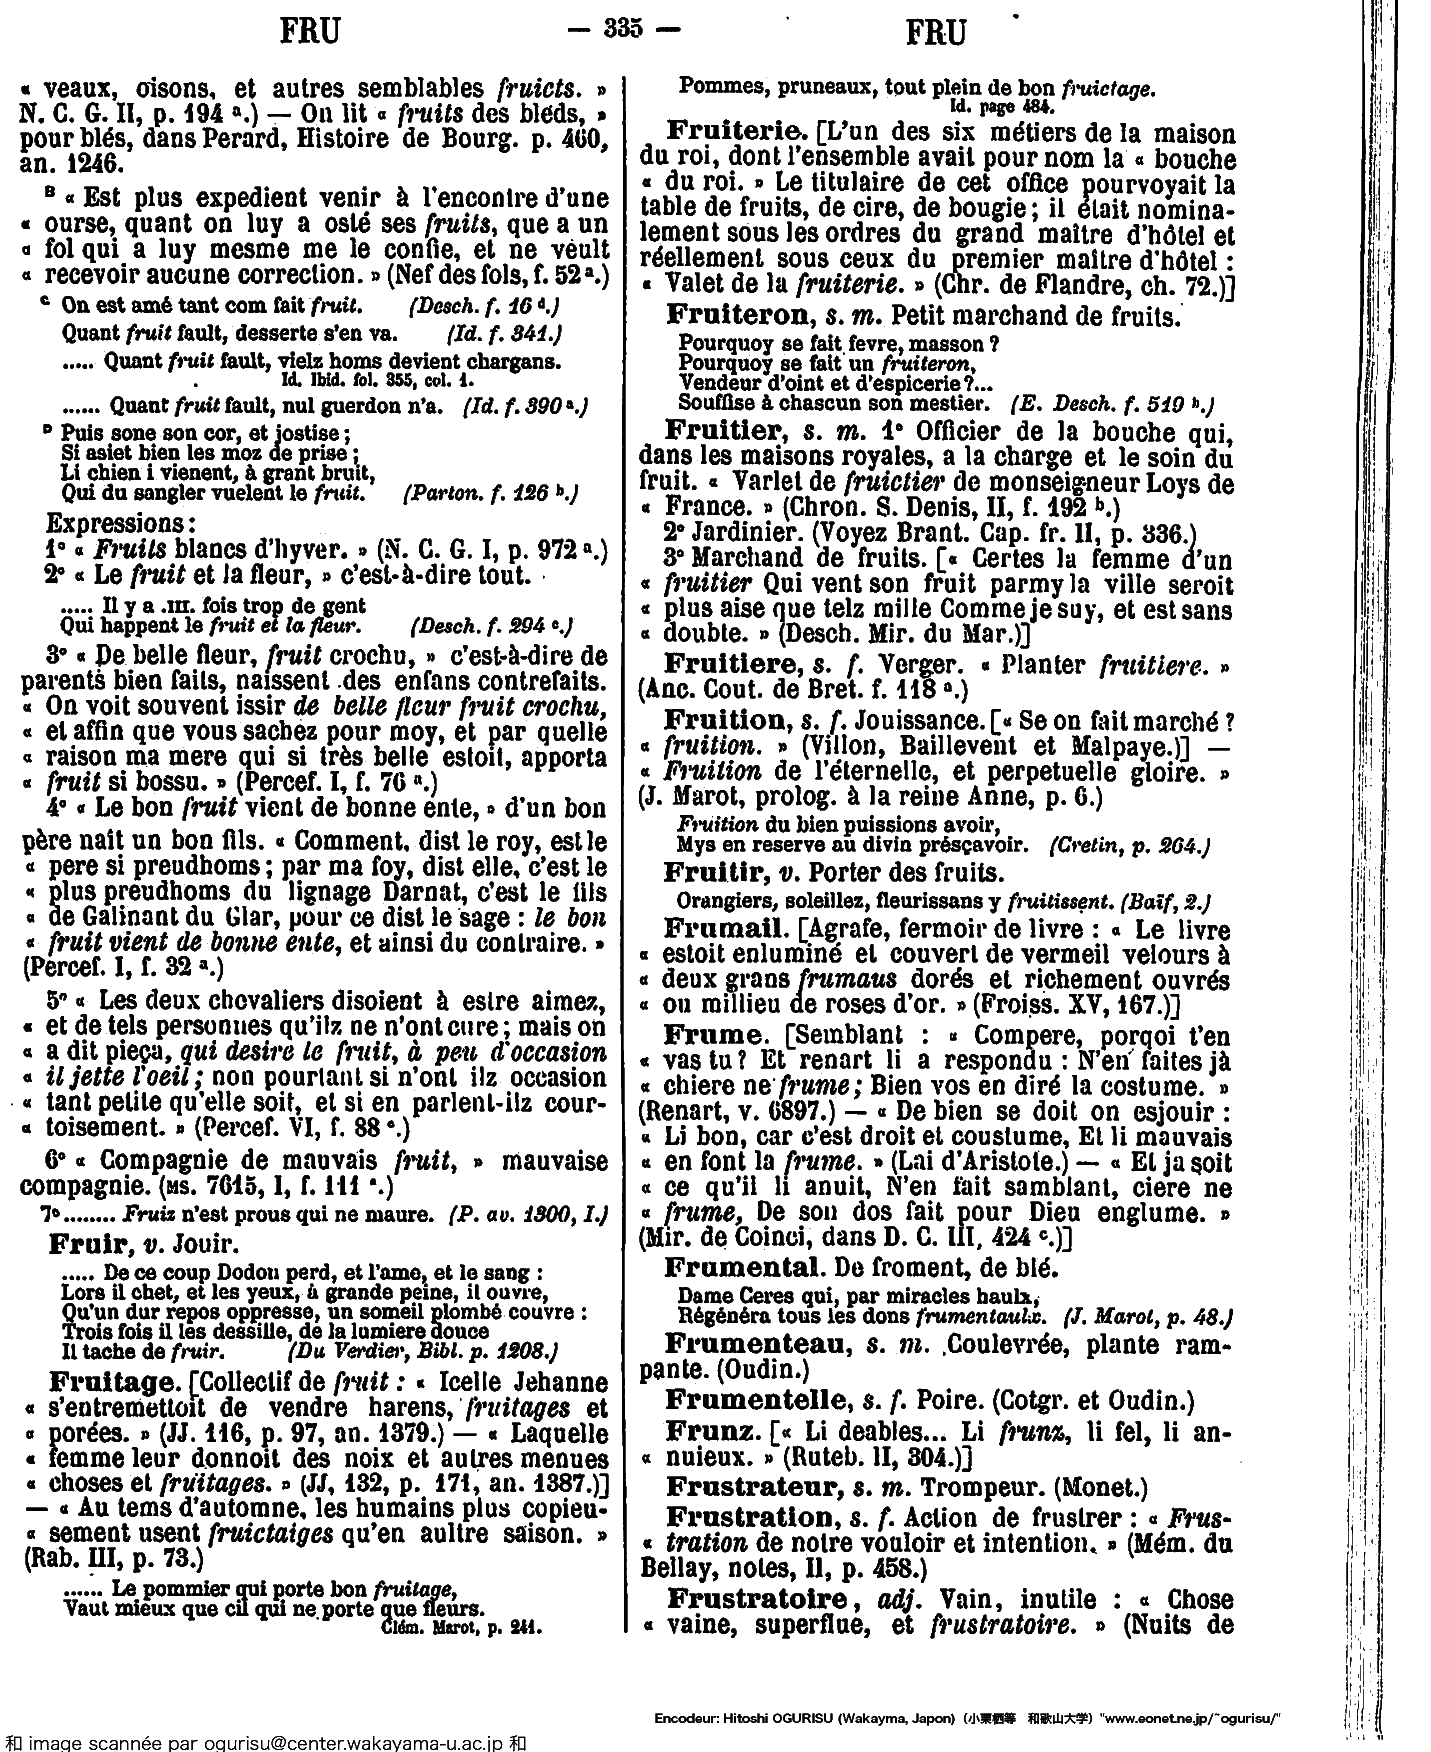 FRU — 335 — FRU
« veaux, oisons, et autres semblables fruicts. »
N. C. G. II, p. 194 a.) — On lit « fruits des bleds, »
pour blés, dans Perard, Histoire de Bourg. p. 460,
an. 1246.
B « Est plus expedient venir à l'encontre d'une
« ourse, quant on luy a osté ses fruits, que a un
« fol qui a luy mesme me le confie, et ne veult
« recevoir aucune correction. » (Nef des fols, f. 52 a.)
C On est amé tant com fait fruit. (Desch. f. 16 d.)
Quant fruit fault, desserte s'en va. (Id. f. 341.)
..... Quant fruit fault, vielz homs devient chargans.
Id. Ibid. fol. 355, col. 1.
...... Quant fruit fault, nul guerdon n'a. (Id. f. 390 a.)
D Puis sone son cor, et jostise ;
Si asiet bien les moz de prise ;
Li chien i vienent, à grant bruit,
Qui du sangler vuelent le fruit. (Parton. f. 126 b.)
Expressions :
1° « Fruits blancs d'hyver. » (N. C. G. I, p. 972 a.)
2° « Le fruit et la fleur, » c'est-à-dire tout.
..... Il y a .III. fois trop de gent
Qui happent le fruit et la fleur. (Desch. f. 294 c.)
3° « De belle fleur, fruit crochu, » c'est-à-dire de
parents bien faits, naissent des enfans contrefaits.
« On voit souvent issir de belle fleur fruit crochu,
« et affin que vous sachez pour moy, et par quelle
« raison ma mere qui si très belle estoit, apporta
« fruit si bossu. » (Percef. I, f. 76 a.)
4° « Le bon fruit vient de bonne ente, » d'un bon
père nait un bon fils. « Comment, dist le roy, est le
« pere si preudhoms ; par ma foy, dist elle, c'est le
« plus preudhoms du lignage Darnat, c'est le fils
« de Galinant du Glar, pour ce dist le sage : le bon
« fruit vient de bonne ente, et ainsi du contraire. »
(Percef. I, f. 32 a.)
5° « Les deux chevaliers disoient à estre aimez,
« et de tels personnes qu'ilz ne n'ont cure ; mais on
« a dit pieça, qui desire le fruit, à peu d'occasion
« il jette l'oeil ; non pourtant si n'ont ilz occasion
« tant petite qu'elle soit, et si en parlent-ilz cour-
« toisement. » (Percef. VI, f. 88 c.)
6° « Compagnie de mauvais fruit, » mauvaise
compagnie. (MS. 7615, I, f. 111 a.)
7° ........ Fruiz n'est prous qui ne maure. (P. av. 1300, I.)
Fruir, v. Jouir.
..... De ce coup Dodon perd, et l'ame, et le sang :
Lors il chet, et les yeux, à grande peine, il ouvre,
Qu'un dur repos oppresse, un someil plombé couvre :
Trois fois il les dessille, de la lumiere douce
Il tache de fruir. (Du Verdier, Bibl. p. 1208.)
Fruitage. [Collectif de fruit : « Icelle Jehanne
« s'entremettoit de vendre harens, fruitages et
« porées. » (JJ. 116, p. 97, an. 1379.) — « Laquelle
« femme leur donnoit des noix et autres menues
« choses et fruitages. » (JJ, 132, p. 171, an. 1387.)]
— « Au tems d'automne, les humains plus copieu-
« sement usent fruictaiges qu'en aultre saison. »
(Rab. III, p. 73.)
...... Le pommier qui porte bon fruitage,
Vaut mieux que cil qui ne porte que fleurs.
Clém. Marot, p. 241.
Pommes, pruneaux, tout plein de bon fruictage.
Id. page 484.
Fruiterie. [L'un des six métiers de la maison
du roi, dont l'ensemble avait pour nom la « bouche
« du roi. » Le titulaire de cet office pourvoyait la
table de fruits, de cire, de bougie ; il était nomina-
lement sous les ordres du grand maître d'hôtel et
réellement sous ceux du premier maître d'hôtel :
« Valet de la fruiterie. » (Chr. de Flandre, ch. 72.)]
Fruiteron, s. m. Petit marchand de fruits.
Pourquoy se fait fevre, masson ?
Pourquoy se fait un fruiteron,
Vendeur d'oint et d'espicerie ?...
Souffise à chascun son mestier. (E. Desch. f. 519 b.)
Fruitier, s. m. 1° Officier de la bouche qui,
dans les maisons royales, a la charge et le soin du
fruit. « Varlet de fruictier de monseigneur Loys de
« France. » (Chron. S. Denis, II, f. 192 b.)
2° Jardinier. (Voyez Brant. Cap. fr. II, p. 336.)
3° Marchand de fruits. [« Certes la femme d'un
« fruitier Qui vent son fruit parmy la ville seroit
« plus aise que telz mille Comme je suy, et est sans
« doubte. » (Desch. Mir. du Mar.)]
Fruitiere, s. f. Verger. « Planter fruitiere. »
(Anc. Cout. de Bret. f. 118 a.)
Fruition, s. f. Jouissance. [« Se on fait marché ?
« fruition. » (Villon, Baillevent et Malpaye.)] —
« Fruition de l'éternelle, et perpetuelle gloire. »
(J. Marot, prolog. à la reine Anne, p. 6.)
Fruition du bien puissions avoir,
Mys en reserve au divin présçavoir. (Cretin, p. 264.)
Fruitir, v. Porter des fruits.
Orangiers, soleillez, fleurissans y fruitissent. (Baïf, 2.)
Frumail. [Agrafe, fermoir de livre : « Le livre
« estoit enluminé et couvert de vermeil velours à
« deux grans frumaus dorés et richement ouvrés
« ou millieu de roses d'or. » (Froiss. XV, 167.)]
Frume. [Semblant : « Compere, porqoi t'en
« vas tu ? Et renart li a respondu : N'en faites jà
« chiere ne frume ; Bien vos en diré la costume. »
(Renart, v. 6897.) — « De bien se doit on esjouir :
« Li bon, car c'est droit et coustume, Et li mauvais
« en font la frume. » (Lai d'Aristote.) — « Et ja soit
« ce qu'il li anuit, N'en fait samblant, ciere ne
« frume, De son dos fait pour Dieu englume. »
(Mir. de Coinci, dans D. C. III, 424 c.)]
Frumental. De froment, de blé.
Dame Ceres qui, par miracles haulx,
Régénéra tous les dons frumentaulx. (J. Marot, p. 48.)
Frumenteau, s. m. Coulevrée, plante ram-
pante. (Oudin.)
Frumentelle, s. f. Poire. (Cotgr. et Oudin.)
Frunz. [« Li deables... Li frunz, li fel, li an-
« nuieux. » (Ruteb. II, 304.)]
Frustrateur, s. m. Trompeur. (Monet.)
Frustration, s. f. Action de frustrer : « Frus-
« tration de notre vouloir et intention. » (Mém. du
Bellay, notes, II, p. 458.)
Frustratoire, adj. Vain, inutile : « Chose
« vaine, superflue, et frustratoire. » (Nuits de
Encodeur: Hitoshi OGURISU (Wakayma, Japon) (小栗栖等 和歌山大学) "www.eonet.ne.jp/~ogurisu/"
和 image scannée par ogurisu@center.wakayama-u.ac.jp 和